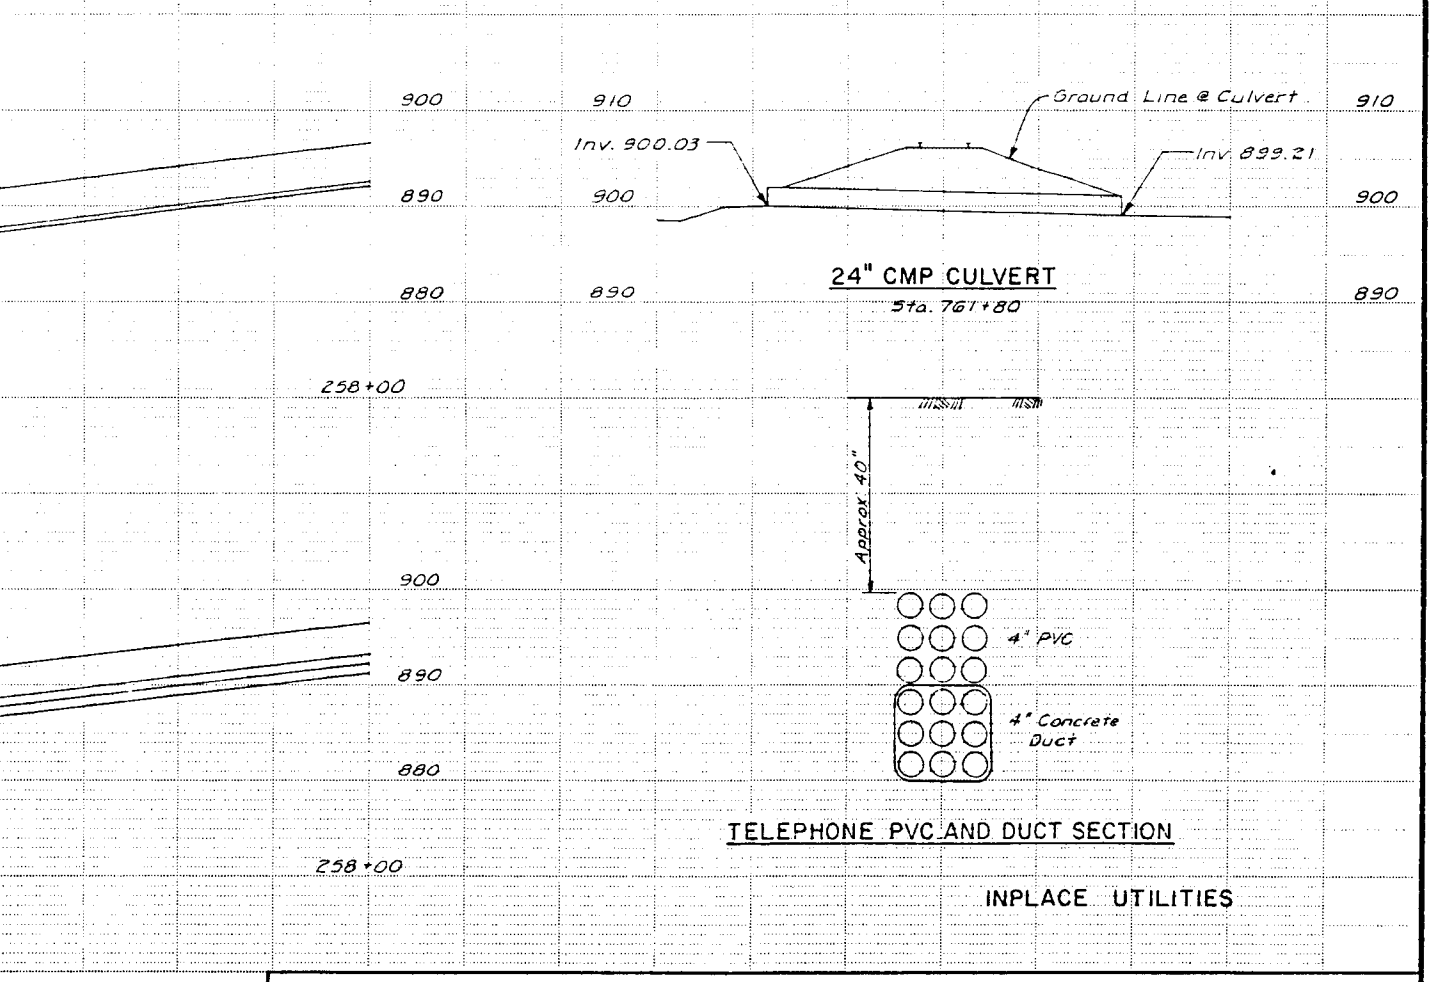 900
910
Ground Line @ Culvert
910
Inv. 900.03
Inv 899.21
890
900
900
24" CMP CULVERT
Sta. 761+80
880
890
890
258+00
Approx. 40"
900
4" PVC
890
4" Concrete
Duct
880
TELEPHONE PVC AND DUCT SECTION
258+00
INPLACE UTILITIES